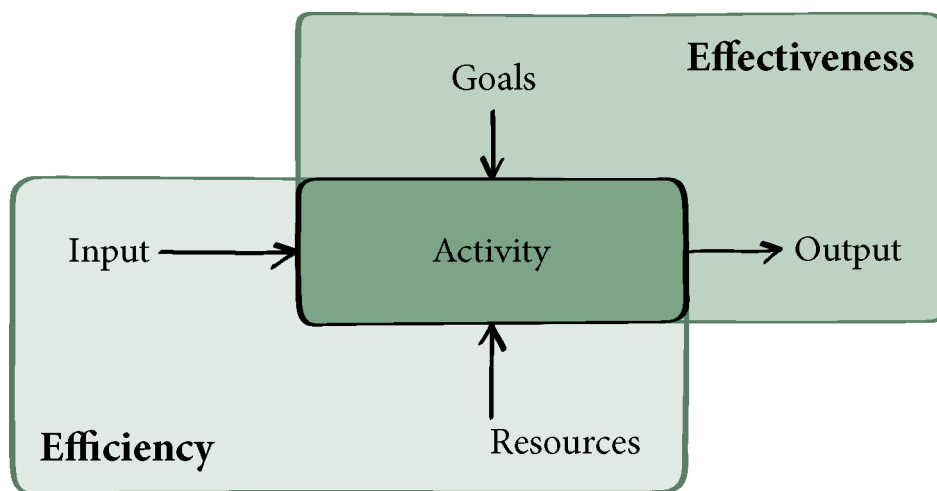 Effectiveness
Goals
Input
Activity
Output
Efficiency
Resources